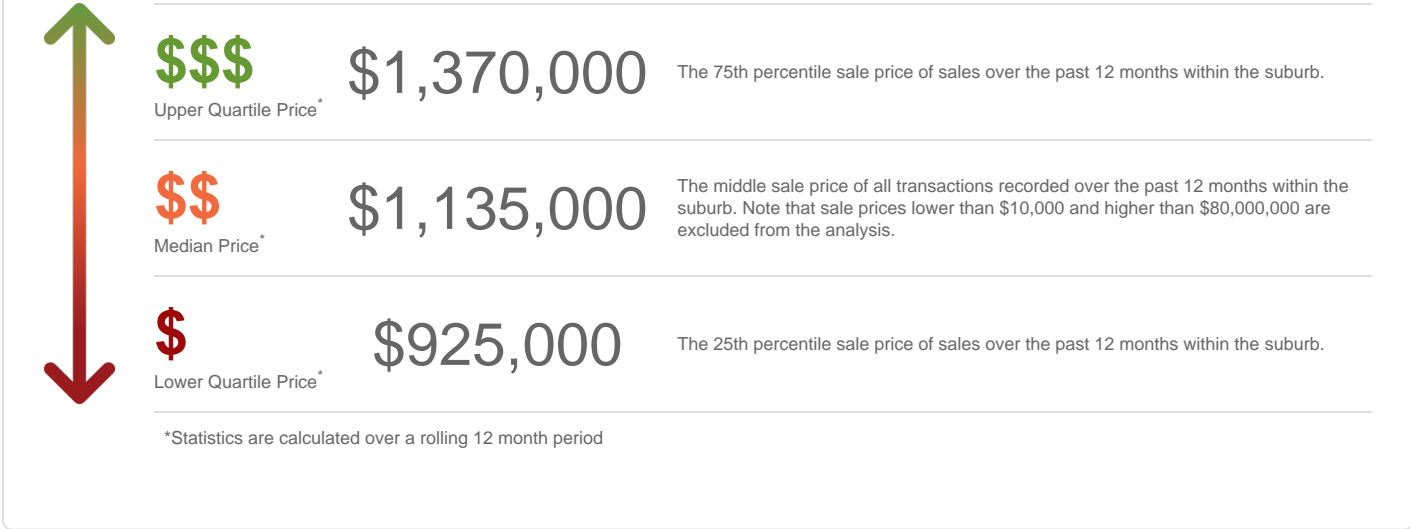 $$$
Upper Quartile Price*
$1,370,000
The 75th percentile sale price of sales over the past 12 months within the suburb.
$$
Median Price*
$1,135,000
The middle sale price of all transactions recorded over the past 12 months within the
suburb. Note that sale prices lower than $10,000 and higher than $80,000,000 are
excluded from the analysis.
$
Lower Quartile Price*
$925,000
The 25th percentile sale price of sales over the past 12 months within the suburb.
*Statistics are calculated over a rolling 12 month period